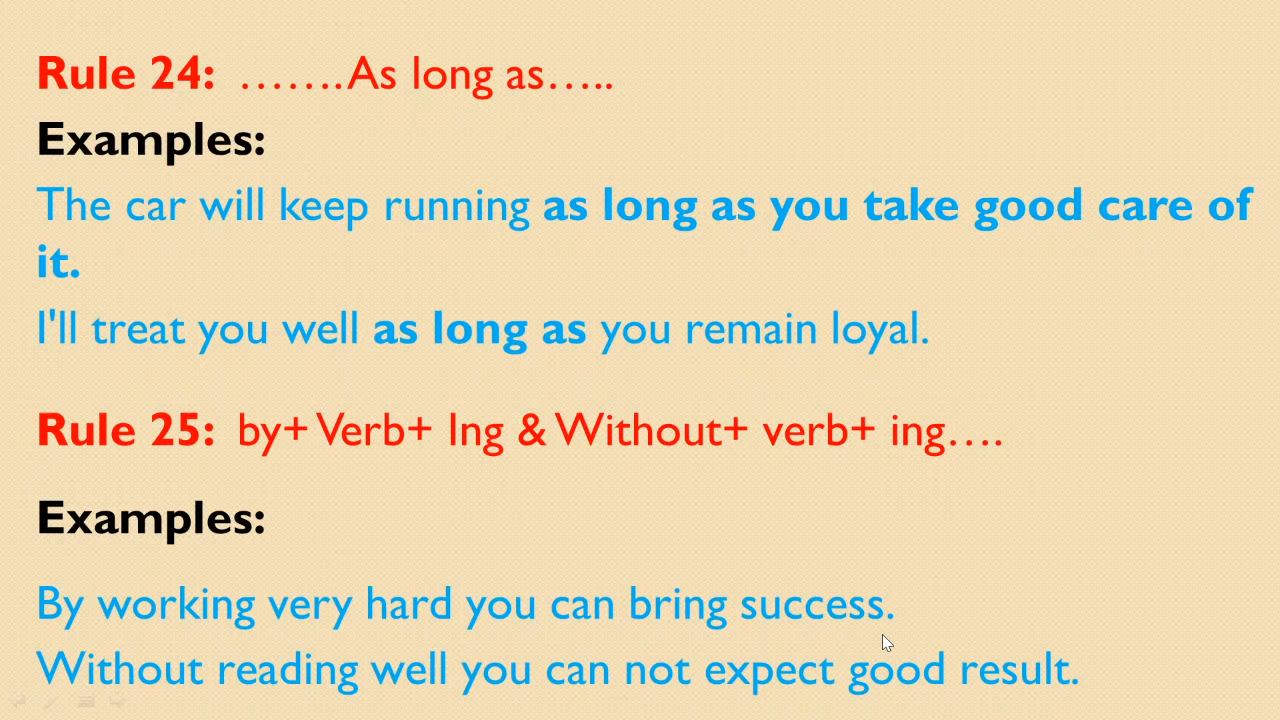 Rule 24: …….As long as…..
Examples:
The car will keep running as long as you take good care of
it.
I'll treat you well as long as you remain loyal.
Rule 25: by+ Verb+ Ing & Without+ verb+ ing….
Examples:
By working very hard you can bring success.
Without reading well you can not expect good result.